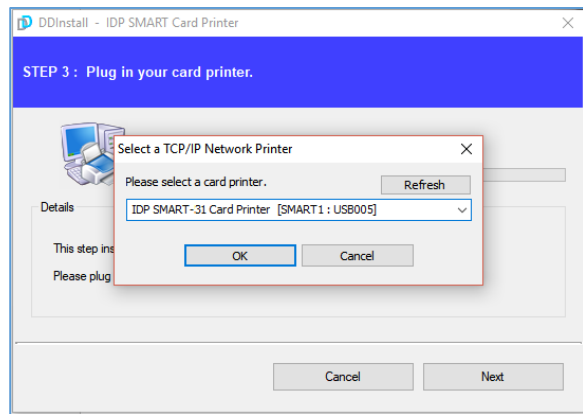 DDInstall - IDP SMART Card Printer
STEP 3 : Plug in your card printer.
Select a TCP/IP Network Printer
Please select a card printer.
Refresh
IDP SMART-31 Card Printer [SMART1 : USB005]
OK Cancel
Details
This step ins
Please plug
Cancel Next